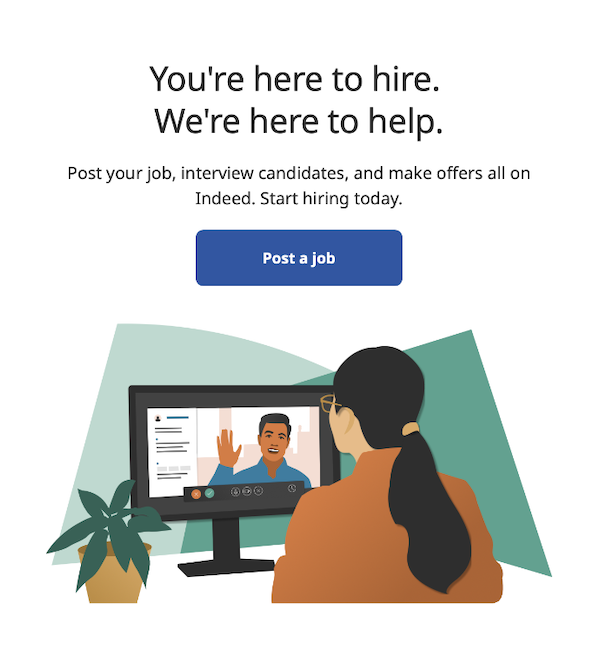 You're here to hire.
We're here to help.
Post your job, interview candidates, and make offers all on
Indeed. Start hiring today.
Post a job